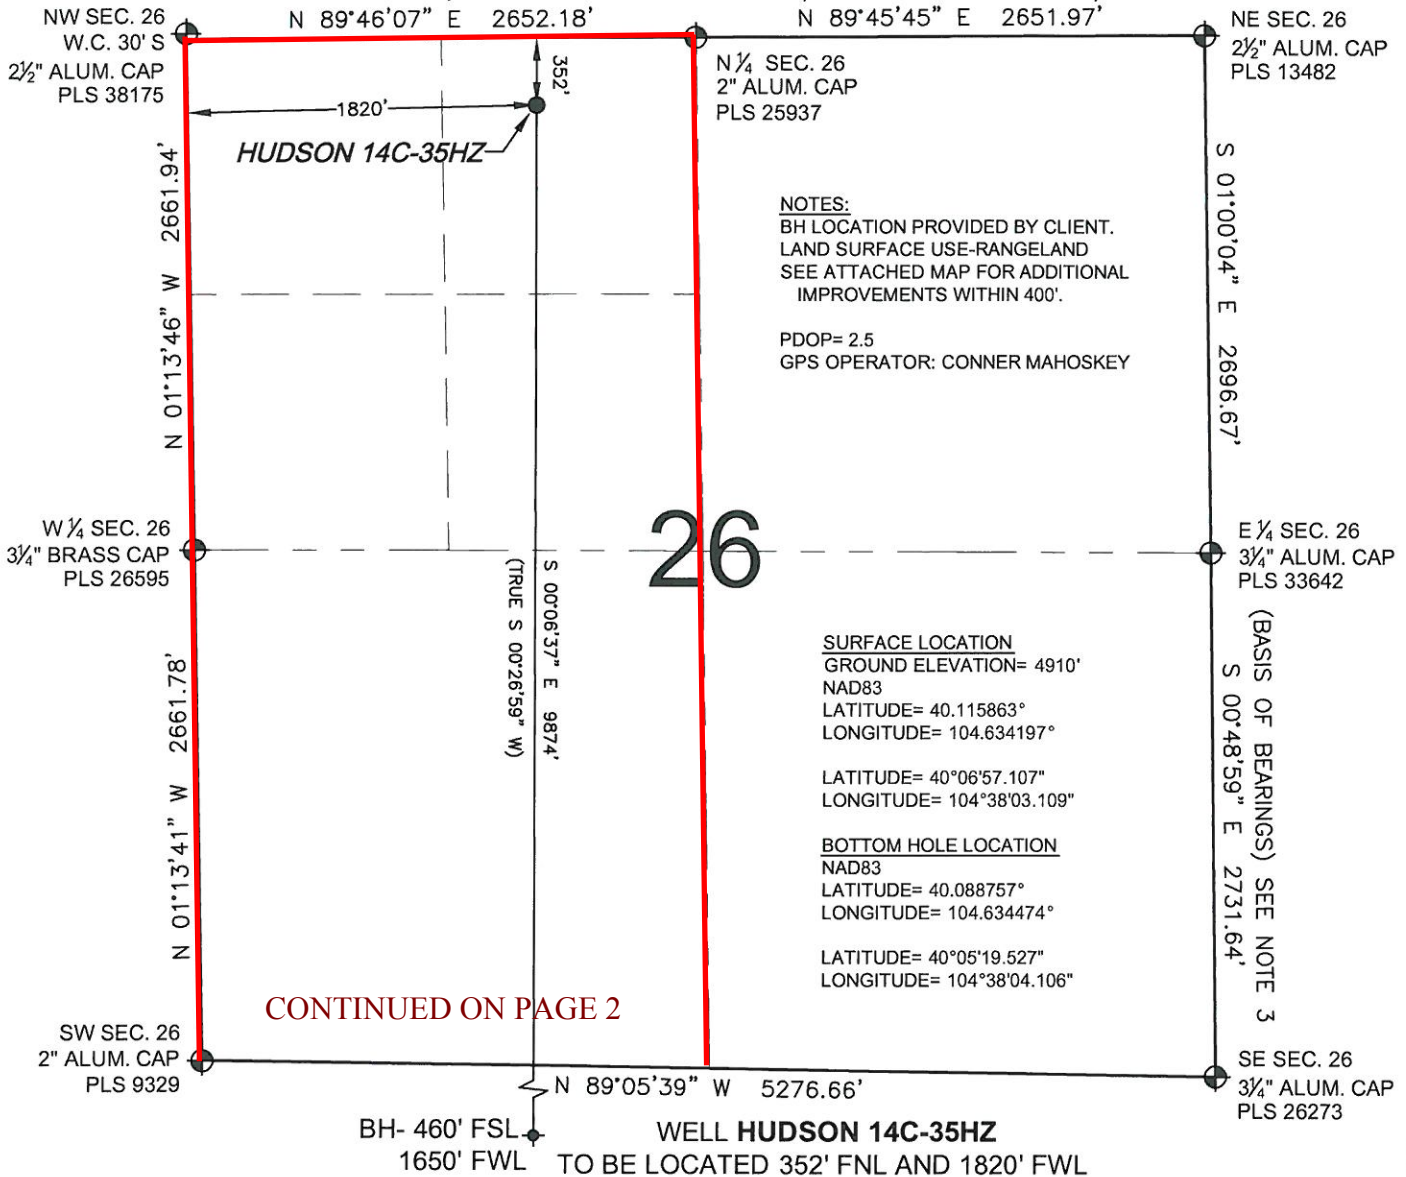 NW SEC. 26
W.C. 30' S
2½" ALUM. CAP
PLS 38175
N 89°46'07" E 2652.18'
N 89°45'45" E 2651.97'
NE SEC. 26
2½" ALUM. CAP
PLS 13482
N ¼ SEC. 26
2" ALUM. CAP
PLS 25937
352'
1820'
HUDSON 14C-35HZ
N 01°13'46" W 2661.94'
S 01°00'04" E 2696.67'
NOTES:
BH LOCATION PROVIDED BY CLIENT.
LAND SURFACE USE-RANGELAND
SEE ATTACHED MAP FOR ADDITIONAL
IMPROVEMENTS WITHIN 400'.
PDOP= 2.5
GPS OPERATOR: CONNER MAHOSKEY
W ¼ SEC. 26
3¼" BRASS CAP
PLS 26595
26
E ¼ SEC. 26
3¼" ALUM. CAP
PLS 33642
S 00°06'37" E 9874'
(TRUE S 00°26'59" W)
SURFACE LOCATION
GROUND ELEVATION= 4910'
NAD83
LATITUDE= 40.115863°
LONGITUDE= 104.634197°
LATITUDE= 40°06'57.107"
LONGITUDE= 104°38'03.109"
BOTTOM HOLE LOCATION
NAD83
LATITUDE= 40.088757°
LONGITUDE= 104.634474°
LATITUDE= 40°05'19.527"
LONGITUDE= 104°38'04.106"
N 01°13'41" W 2661.78'
S 00°48'59" E 2731.64'
(BASIS OF BEARINGS) SEE NOTE 3
CONTINUED ON PAGE 2
SW SEC. 26
2" ALUM. CAP
PLS 9329
N 89°05'39" W 5276.66'
SE SEC. 26
3¼" ALUM. CAP
PLS 26273
BH- 460' FSL
1650' FWL
WELL HUDSON 14C-35HZ
TO BE LOCATED 352' FNL AND 1820' FWL